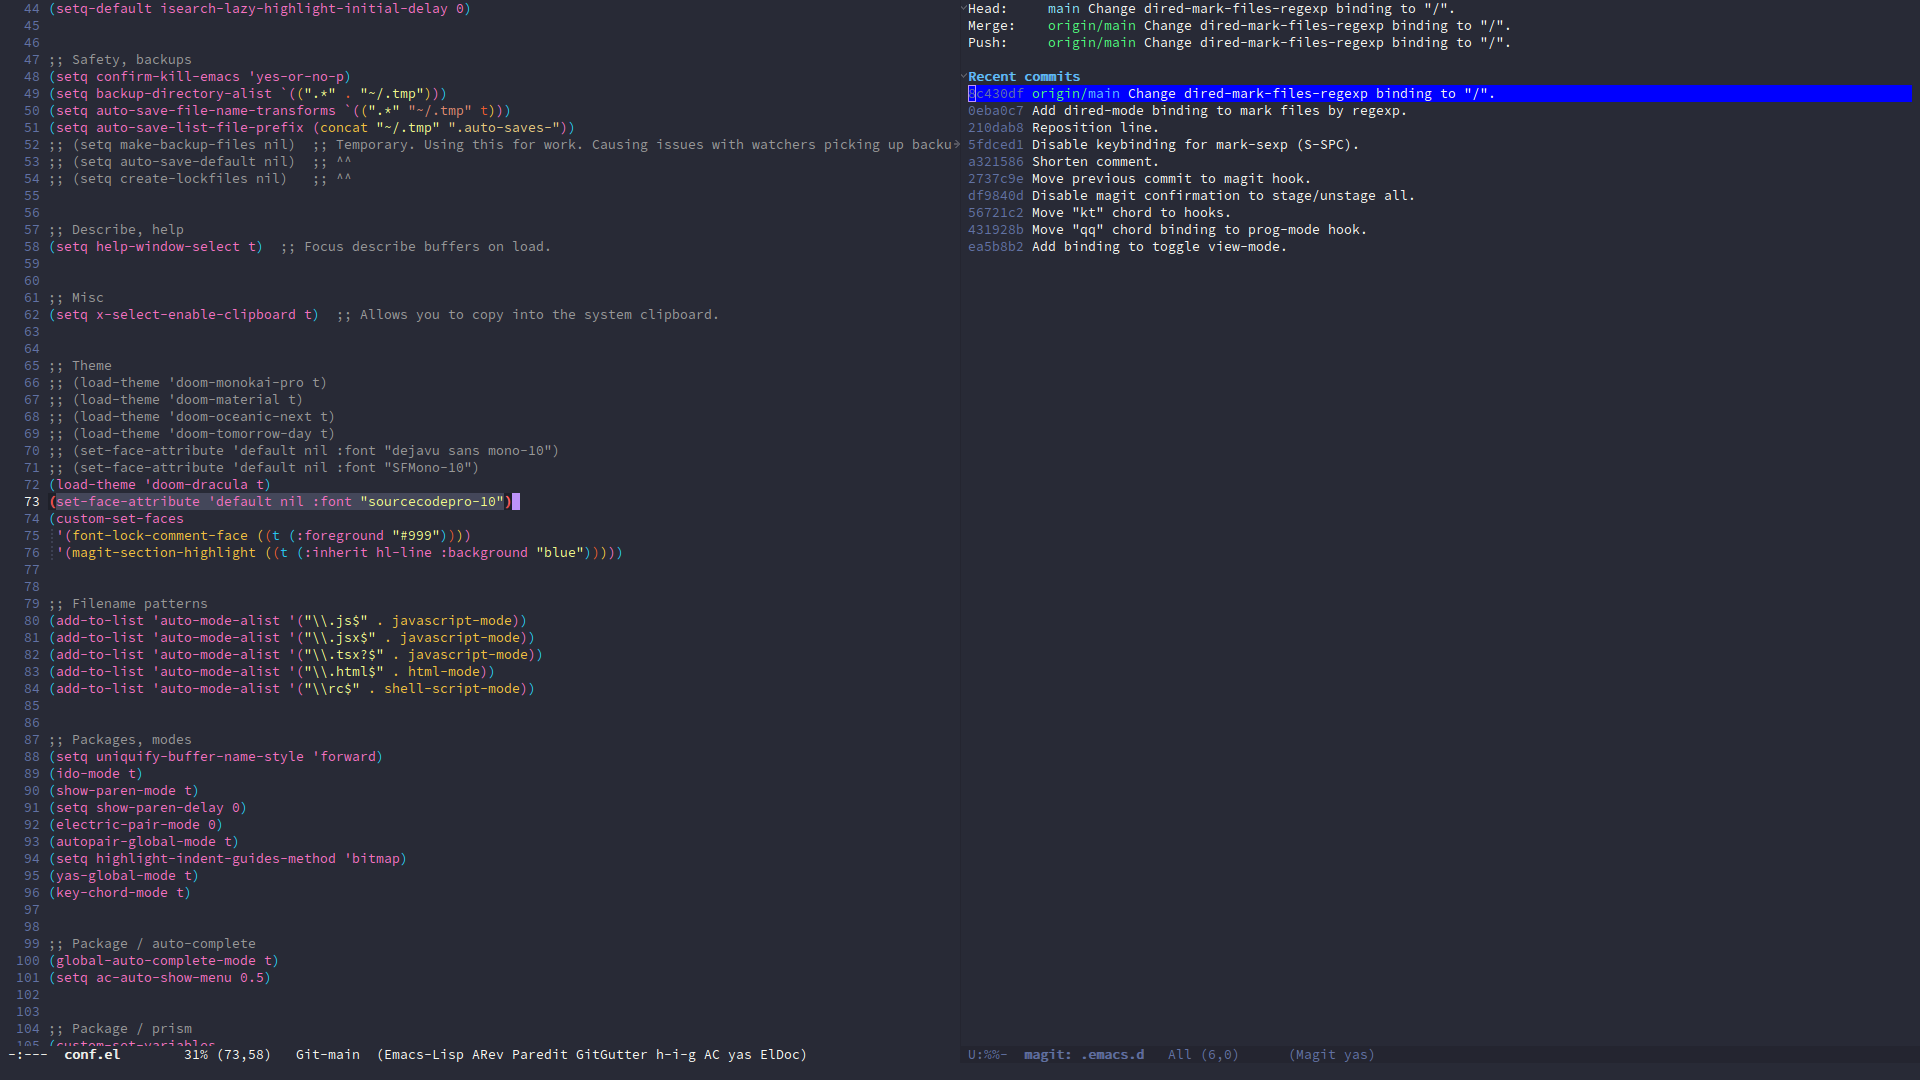 44 (setq-default isearch-lazy-highlight-initial-delay 0)
45
46
47 ;; Safety, backups
48 (setq confirm-kill-emacs 'yes-or-no-p)
49 (setq backup-directory-alist `((".*" . "~/.tmp")))
50 (setq auto-save-file-name-transforms `((".*" "~/.tmp" t)))
51 (setq auto-save-list-file-prefix (concat "~/.tmp" ".auto-saves-"))
52 ;; (setq make-backup-files nil)  ;; Temporary. Using this for work. Causing issues with watchers picking up backu
53 ;; (setq auto-save-default nil)  ;; ^^
54 ;; (setq create-lockfiles nil)   ;; ^^
55
56
57 ;; Describe, help
58 (setq help-window-select t)  ;; Focus describe buffers on load.
59
60
61 ;; Misc
62 (setq x-select-enable-clipboard t)  ;; Allows you to copy into the system clipboard.
63
64
65 ;; Theme
66 ;; (load-theme 'doom-monokai-pro t)
67 ;; (load-theme 'doom-material t)
68 ;; (load-theme 'doom-oceanic-next t)
69 ;; (load-theme 'doom-tomorrow-day t)
70 ;; (set-face-attribute 'default nil :font "dejavu sans mono-10")
71 ;; (set-face-attribute 'default nil :font "SFMono-10")
72 (load-theme 'doom-dracula t)
73 (set-face-attribute 'default nil :font "sourcecodepro-10")
74 (custom-set-faces
75 '(font-lock-comment-face ((t (:foreground "#999"))))
76 '(magit-section-highlight ((t (:inherit hl-line :background "blue")))))
77
78
79 ;; Filename patterns
80 (add-to-list 'auto-mode-alist '("\\.js$" . javascript-mode))
81 (add-to-list 'auto-mode-alist '("\\.jsx$" . javascript-mode))
82 (add-to-list 'auto-mode-alist '("\\.tsx?$" . javascript-mode))
83 (add-to-list 'auto-mode-alist '("\\.html$" . html-mode))
84 (add-to-list 'auto-mode-alist '("\\rc$" . shell-script-mode))
85
86
87 ;; Packages, modes
88 (setq uniquify-buffer-name-style 'forward)
89 (ido-mode t)
90 (show-paren-mode t)
91 (setq show-paren-delay 0)
92 (electric-pair-mode 0)
93 (autopair-global-mode t)
94 (setq highlight-indent-guides-method 'bitmap)
95 (yas-global-mode t)
96 (key-chord-mode t)
97
98
99 ;; Package / auto-complete
100 (global-auto-complete-mode t)
101 (setq ac-auto-show-menu 0.5)
102
103
104 ;; Package / prism
105 (custom-set-variables
-:---  conf.el        31% (73,58)   Git-main  (Emacs-Lisp ARev Paredit GitGutter h-i-g AC yas ElDoc)
Head:     main Change dired-mark-files-regexp binding to "/".
Merge:    origin/main Change dired-mark-files-regexp binding to "/".
Push:     origin/main Change dired-mark-files-regexp binding to "/".
Recent commits
8c430df origin/main Change dired-mark-files-regexp binding to "/".
0eba0c7 Add dired-mode binding to mark files by regexp.
210dab8 Reposition line.
5fdced1 Disable keybinding for mark-sexp (S-SPC).
a321586 Shorten comment.
2737c9e Move previous commit to magit hook.
df9840d Disable magit confirmation to stage/unstage all.
56721c2 Move "kt" chord to hooks.
431928b Move "qq" chord binding to prog-mode hook.
ea5b8b2 Add binding to toggle view-mode.
U:%%-  magit: .emacs.d   All (6,0)      (Magit yas)